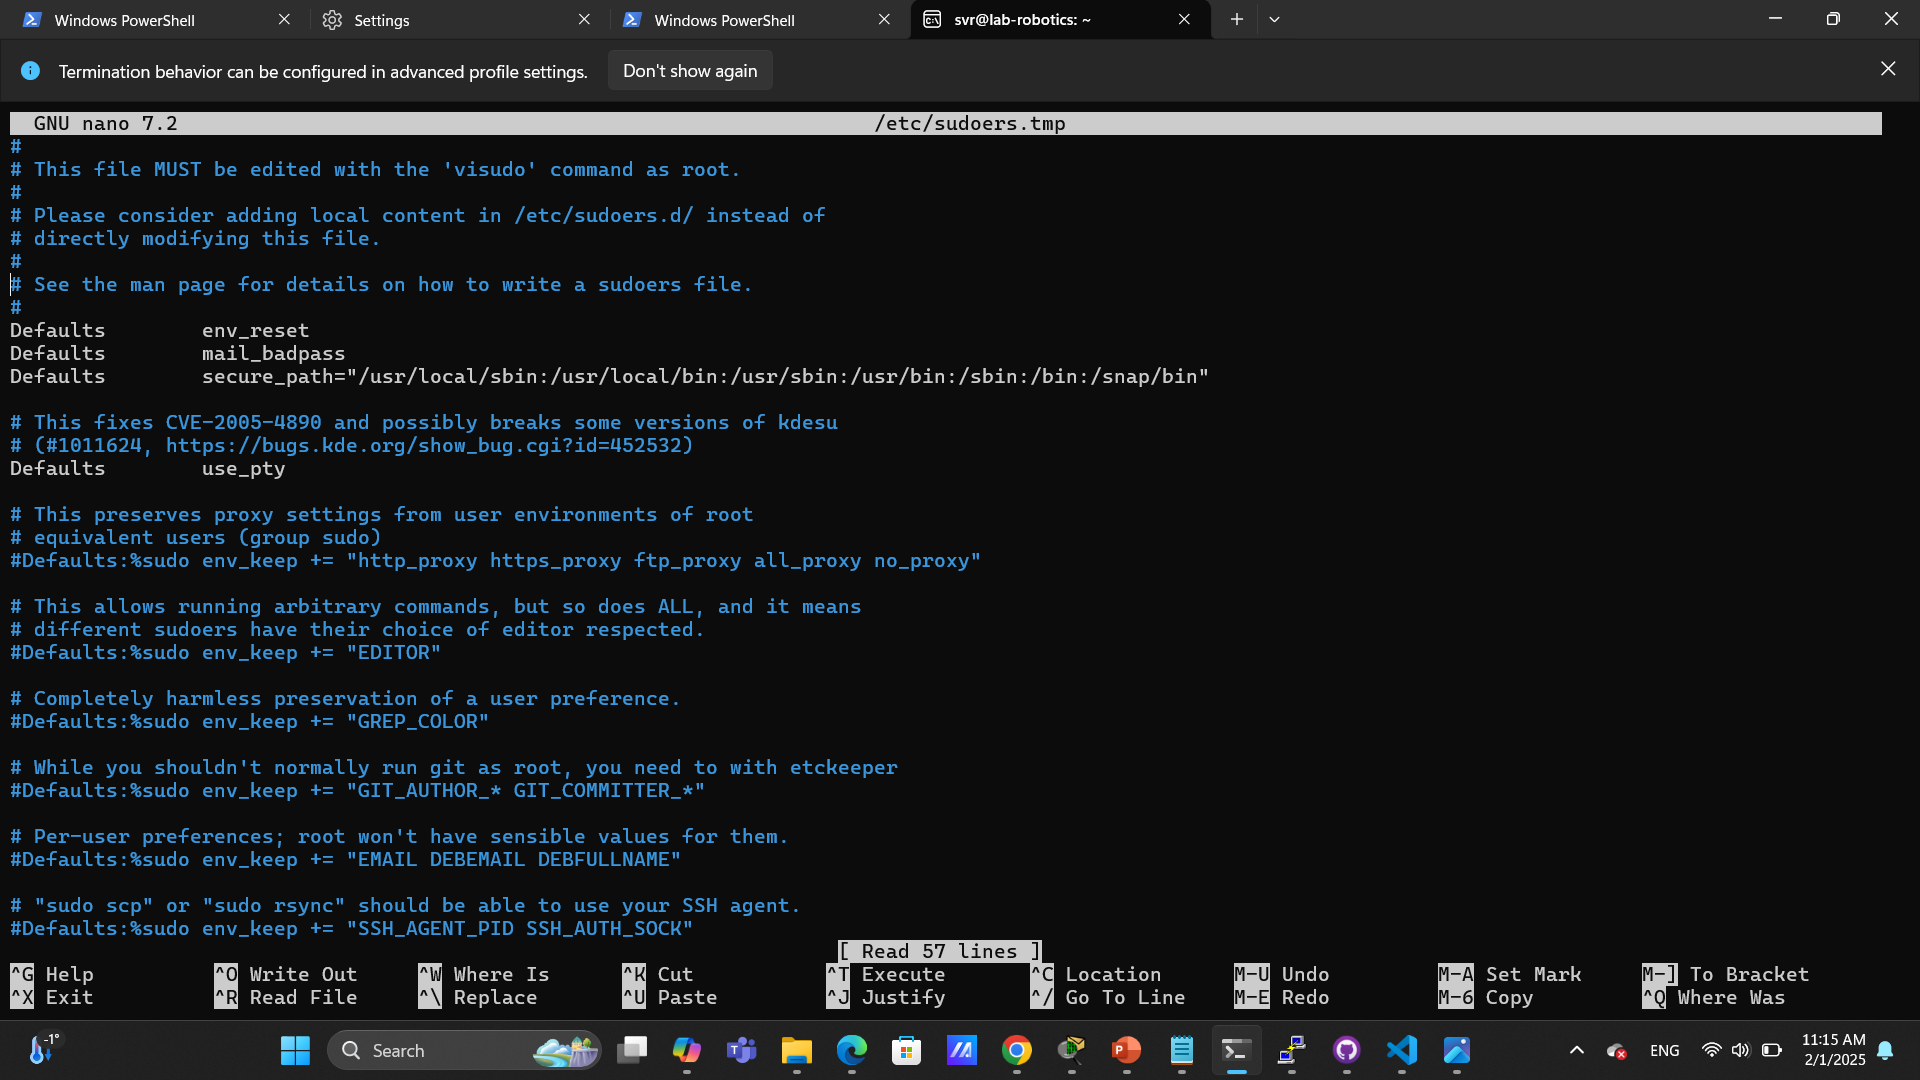 Windows PowerShell
Settings
Windows PowerShell
svr@lab-robotics: ~
Termination behavior can be configured in advanced profile settings.
Don't show again
GNU nano 7.2 /etc/sudoers.tmp
#
# This file MUST be edited with the 'visudo' command as root.
#
# Please consider adding local content in /etc/sudoers.d/ instead of
# directly modifying this file.
#
# See the man page for details on how to write a sudoers file.
#
Defaults        env_reset
Defaults        mail_badpass
Defaults        secure_path="/usr/local/sbin:/usr/local/bin:/usr/sbin:/usr/bin:/sbin:/bin:/snap/bin"
# This fixes CVE-2005-4890 and possibly breaks some versions of kdesu
# (#1011624, https://bugs.kde.org/show_bug.cgi?id=452532)
Defaults        use_pty
# This preserves proxy settings from user environments of root
# equivalent users (group sudo)
#Defaults:%sudo env_keep += "http_proxy https_proxy ftp_proxy all_proxy no_proxy"
# This allows running arbitrary commands, but so does ALL, and it means
# different sudoers have their choice of editor respected.
#Defaults:%sudo env_keep += "EDITOR"
# Completely harmless preservation of a user preference.
#Defaults:%sudo env_keep += "GREP_COLOR"
# While you shouldn't normally run git as root, you need to with etckeeper
#Defaults:%sudo env_keep += "GIT_AUTHOR_* GIT_COMMITTER_*"
# Per-user preferences; root won't have sensible values for them.
#Defaults:%sudo env_keep += "EMAIL DEBEMAIL DEBFULLNAME"
# "sudo scp" or "sudo rsync" should be able to use your SSH agent.
#Defaults:%sudo env_keep += "SSH_AGENT_PID SSH_AUTH_SOCK"
[ Read 57 lines ]
^G Help ^O Write Out ^W Where Is ^K Cut ^T Execute ^C Location M-U Undo M-A Set Mark M-] To Bracket
^X Exit ^R Read File ^\ Replace ^U Paste ^J Justify ^/ Go To Line M-E Redo M-6 Copy ^Q Where Was
-1°
Search
ENG
11:15 AM
2/1/2025